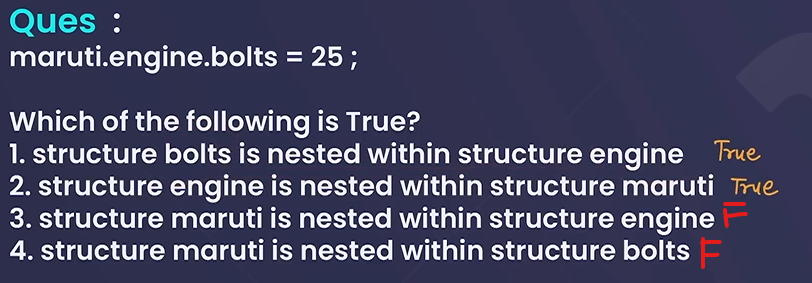 Ques :
maruti.engine.bolts = 25 ;
Which of the following is True?
1. structure bolts is nested within structure engine True
2. structure engine is nested within structure maruti True
3. structure maruti is nested within structure engine F
4. structure maruti is nested within structure bolts F